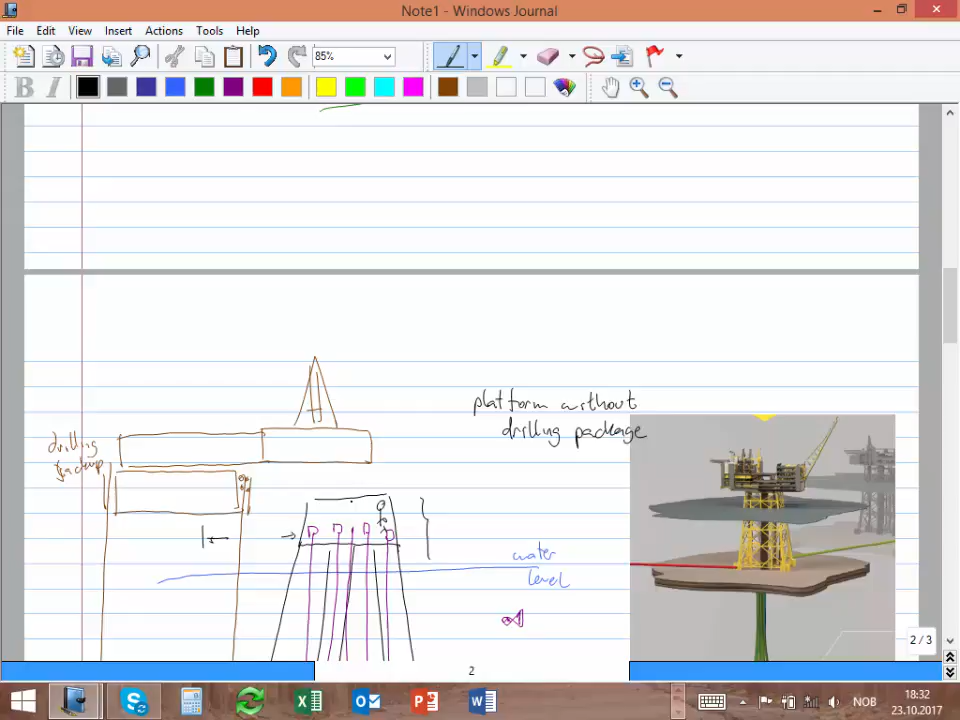 Note1 - Windows Journal
File Edit View Insert Actions Tools Help
85%
B I
platform without
drilling package
drilling
jackup
water
level
2 / 3
2
NOB
18:32
23.10.2017